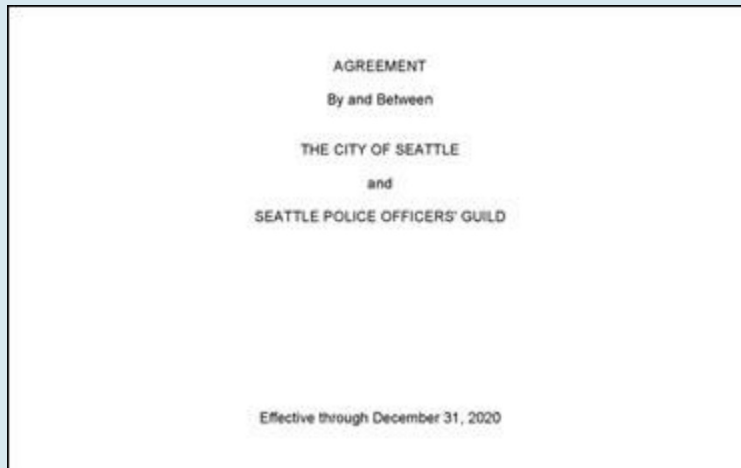 AGREEMENT
By and Between
THE CITY OF SEATTLE
and
SEATTLE POLICE OFFICERS' GUILD
Effective through December 31, 2020